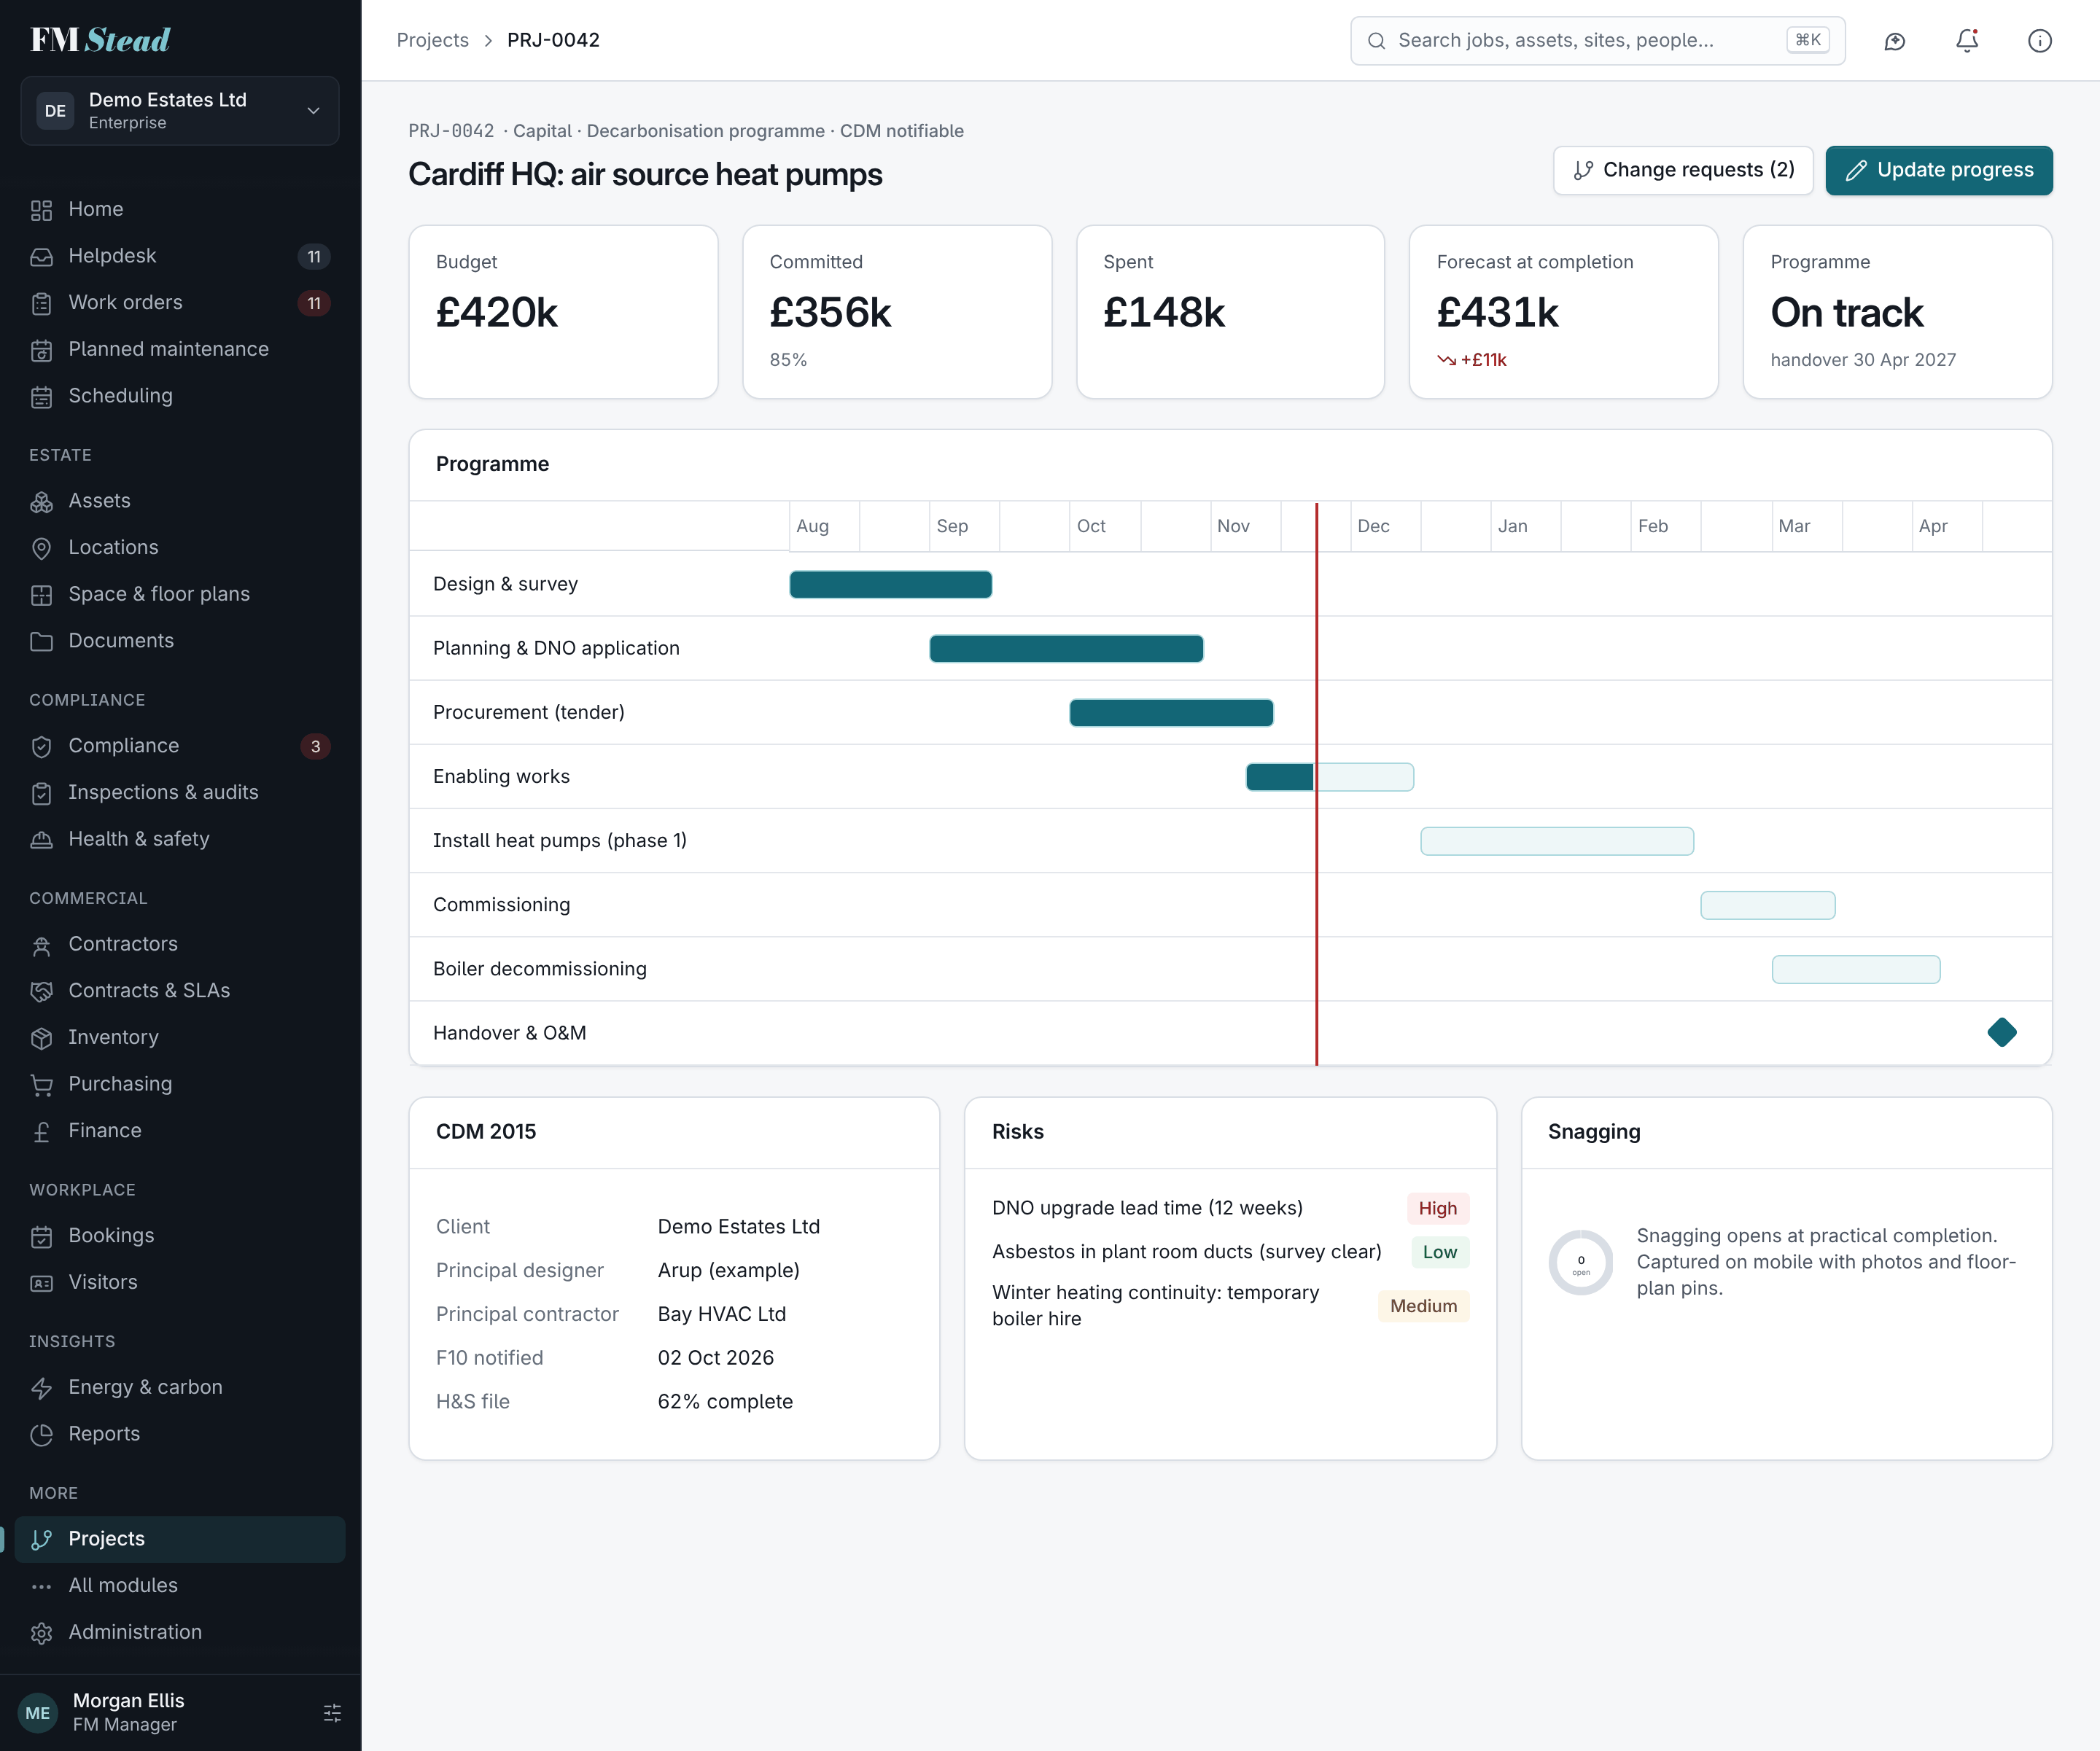 FM Stead
DE
Demo Estates Ltd
Enterprise
Home
Helpdesk 11
Work orders 11
Planned maintenance
Scheduling
ESTATE
Assets
Locations
Space & floor plans
Documents
COMPLIANCE
Compliance 3
Inspections & audits
Health & safety
COMMERCIAL
Contractors
Contracts & SLAs
Inventory
Purchasing
Finance
WORKPLACE
Bookings
Visitors
INSIGHTS
Energy & carbon
Reports
MORE
Projects
All modules
Administration
ME
Morgan Ellis
FM Manager
Projects PRJ-0042
Search jobs, assets, sites, people... ⌘K
PRJ-0042 · Capital · Decarbonisation programme · CDM notifiable
Cardiff HQ: air source heat pumps
Change requests (2)
Update progress
Budget
£420k
Committed
£356k
85%
Spent
£148k
Forecast at completion
£431k
+£11k
Programme
On track
handover 30 Apr 2027
Programme
Aug Sep Oct Nov Dec Jan Feb Mar Apr
Design & survey
Planning & DNO application
Procurement (tender)
Enabling works
Install heat pumps (phase 1)
Commissioning
Boiler decommissioning
Handover & O&M
CDM 2015
Client Demo Estates Ltd
Principal designer Arup (example)
Principal contractor Bay HVAC Ltd
F10 notified 02 Oct 2026
H&S file 62% complete
Risks
DNO upgrade lead time (12 weeks) High
Asbestos in plant room ducts (survey clear) Low
Winter heating continuity: temporary
boiler hire
Medium
Snagging
0
open
Snagging opens at practical completion.
Captured on mobile with photos and floor-
plan pins.